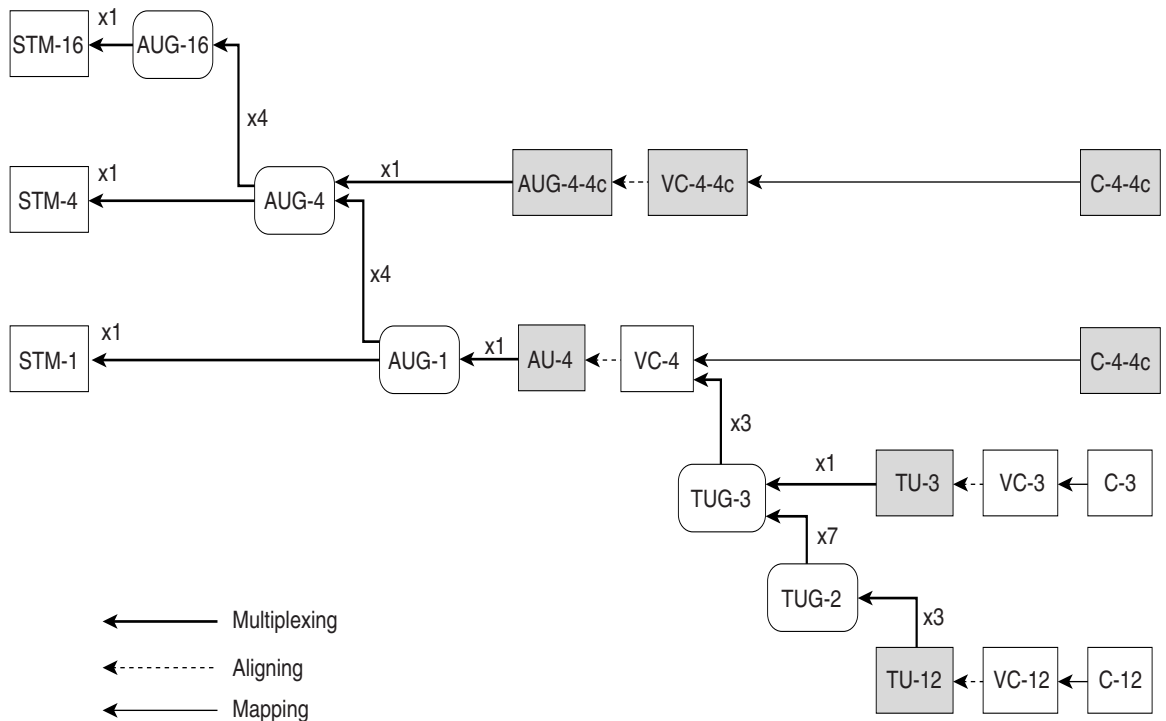 x1
STM-16
AUG-16
x4
x1
x1
STM-4
AUG-4
AUG-4-4c
VC-4-4c
C-4-4c
x4
x1
x1
STM-1
AUG-1
AU-4
VC-4
C-4-4c
x3
x1
TUG-3
TU-3
VC-3
C-3
x7
TUG-2
x3
Multiplexing
Aligning
TU-12
VC-12
C-12
Mapping